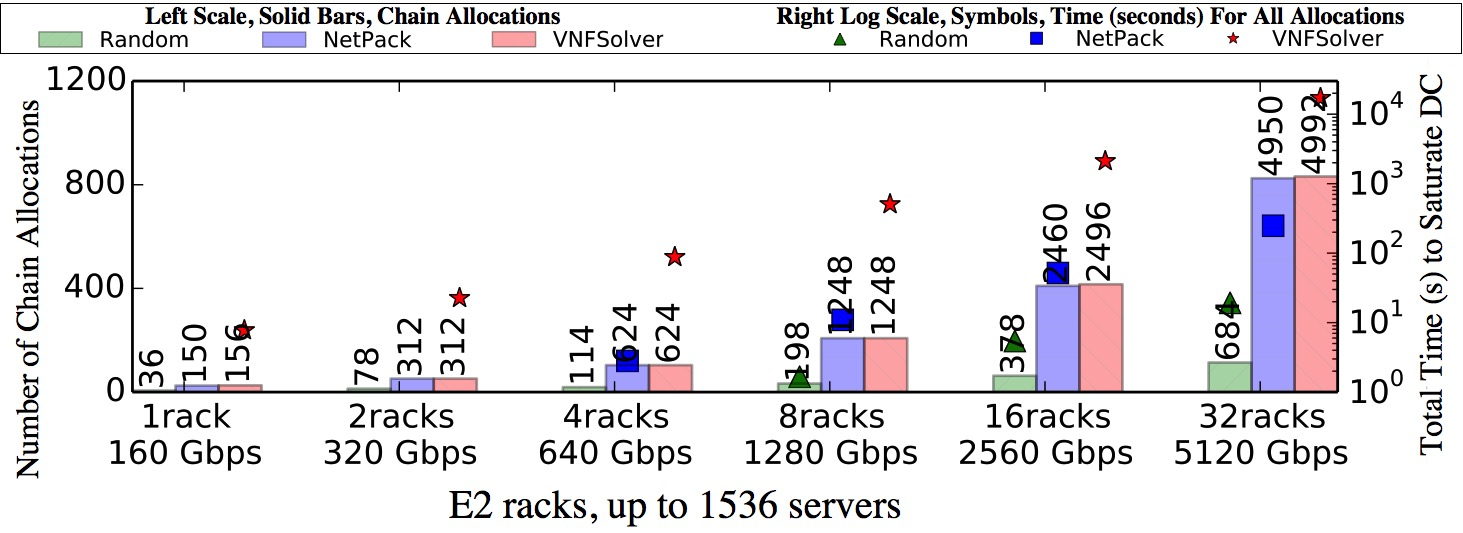 Left Scale, Solid Bars, Chain Allocations
Random NetPack VNFSolver
Right Log Scale, Symbols, Time (seconds) For All Allocations
Random NetPack VNFSolver
Number of Chain Allocations
1200
800
400
0
36 150 156
78 312 312
114 624 624
198 1248 1248
378 2460 2496
684 4950 4992
10^4
10^3
10^2
10^1
10^0
Total Time (s) to Saturate DC
1rack 2racks 4racks 8racks 16racks 32racks
160 Gbps 320 Gbps 640 Gbps 1280 Gbps 2560 Gbps 5120 Gbps
E2 racks, up to 1536 servers